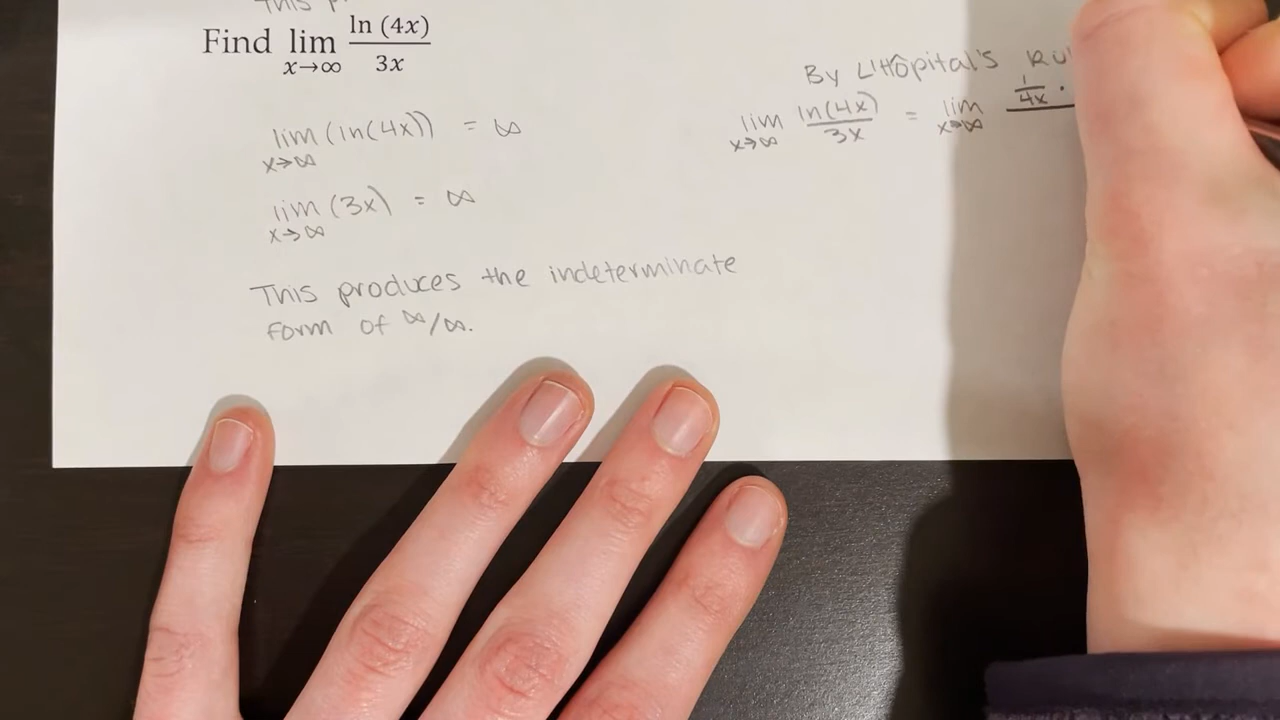 This
Find lim ln (4x)
x→∞ 3x
lim (ln(4x)) = ∞
x→∞
lim (3x) = ∞
x→∞
This produces the indeterminate
form of ∞/∞.
By L'Hôpital's
lim ln(4x) = lim 1/4x ·
x→∞ 3x x→∞